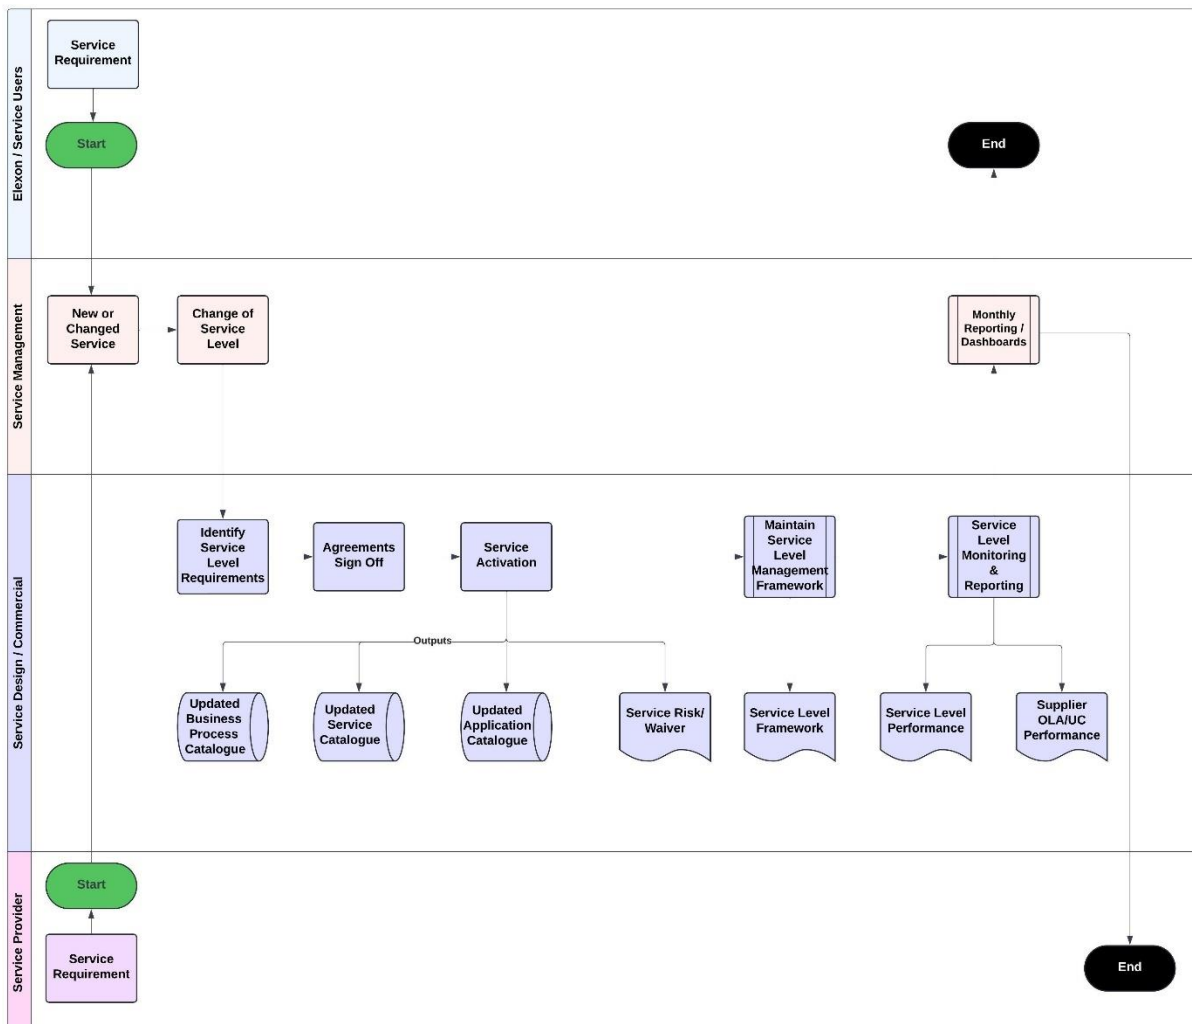 Elexon / Service Users
Service
Requirement
Start
End
Service Management
New or
Changed
Service
Change of
Service
Level
Monthly
Reporting /
Dashboards
Service Design / Commercial
Identify
Service
Level
Requirements
Agreements
Sign Off
Service
Activation
Maintain
Service
Level
Management
Framework
Service
Level
Monitoring
&
Reporting
Outputs
Updated
Business
Process
Catalogue
Updated
Service
Catalogue
Updated
Application
Catalogue
Service Risk/
Waiver
Service Level
Framework
Service Level
Performance
Supplier
OLA/UC
Performance
Service Provider
Start
Service
Requirement
End